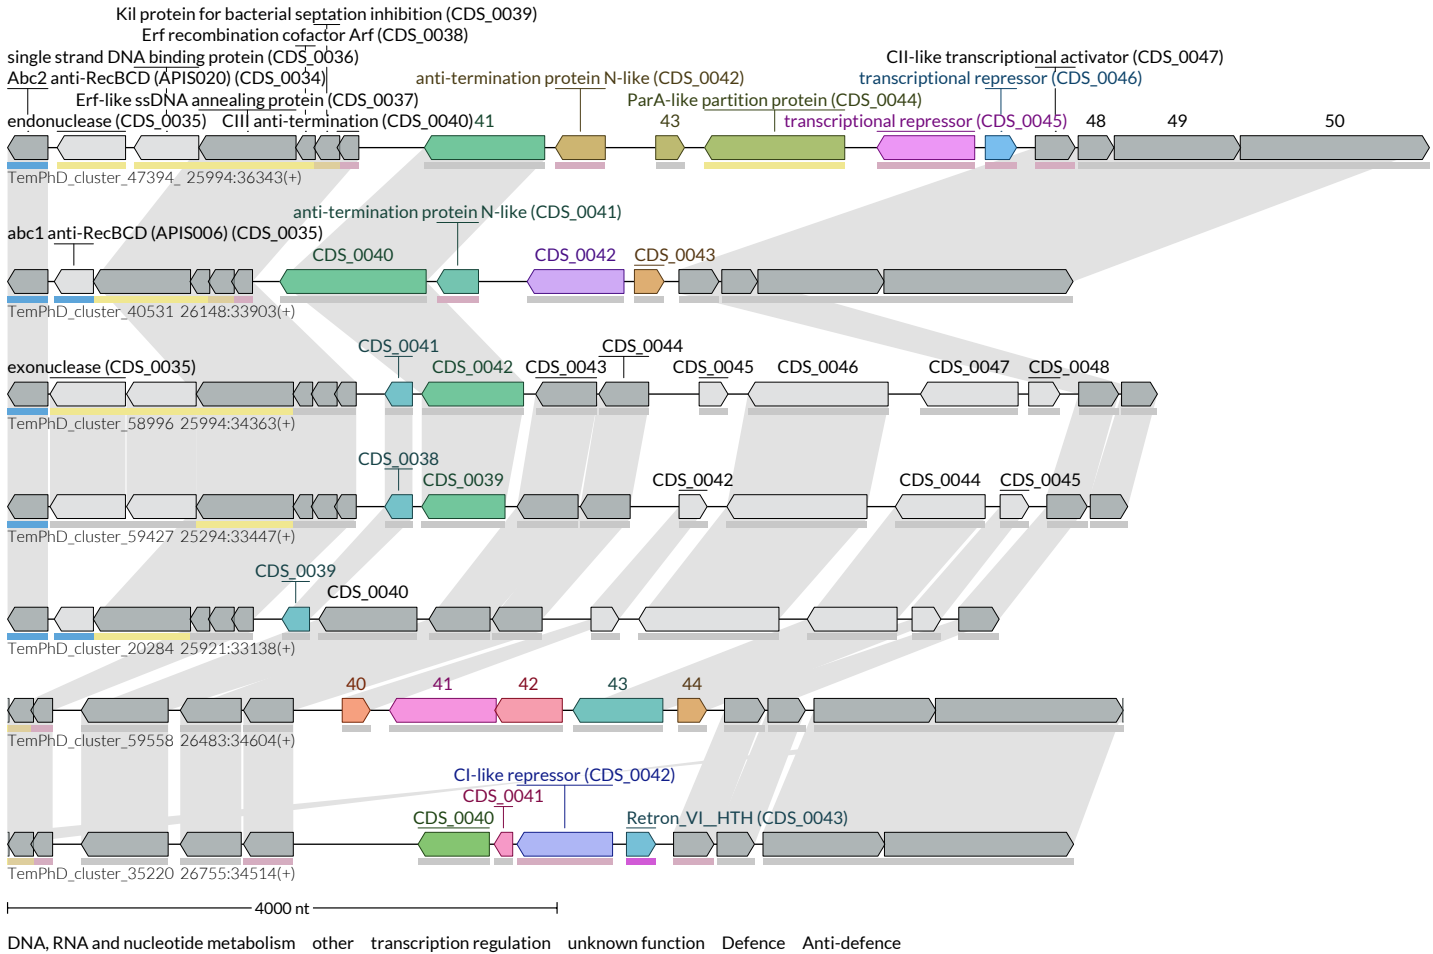 Kil protein for bacterial septation inhibition (CDS_0039)
Erf recombination cofactor Arf (CDS_0038)
single strand DNA binding protein (CDS_0036)
CII-like transcriptional activator (CDS_0047)
Abc2 anti-RecBCD (APIS020) (CDS_0034)
anti-termination protein N-like (CDS_0042)
transcriptional repressor (CDS_0046)
Erf-like ssDNA annealing protein (CDS_0037)
ParA-like partition protein (CDS_0044)
endonuclease (CDS_0035)
CIII anti-termination (CDS_0040)
41
43
transcriptional repressor (CDS_0045)
48
49
50
TemPhD_cluster_47394_ 25994:36343(+)
anti-termination protein N-like (CDS_0041)
abc1 anti-RecBCD (APIS006) (CDS_0035)
CDS_0040
CDS_0042
CDS_0043
TemPhD_cluster_40531 26148:33903(+)
CDS_0041
CDS_0044
exonuclease (CDS_0035)
CDS_0042
CDS_0043
CDS_0045
CDS_0046
CDS_0047
CDS_0048
TemPhD_cluster_58996 25994:34363(+)
CDS_0038
CDS_0039
CDS_0042
CDS_0044
CDS_0045
TemPhD_cluster_59427 25294:33447(+)
CDS_0039
CDS_0040
TemPhD_cluster_20284 25921:33138(+)
40
41
42
43
44
TemPhD_cluster_59558 26483:34604(+)
CI-like repressor (CDS_0042)
CDS_0041
CDS_0040
Retron_VI__HTH (CDS_0043)
TemPhD_cluster_35220 26755:34514(+)
4000 nt
DNA, RNA and nucleotide metabolism other transcription regulation unknown function Defence Anti-defence